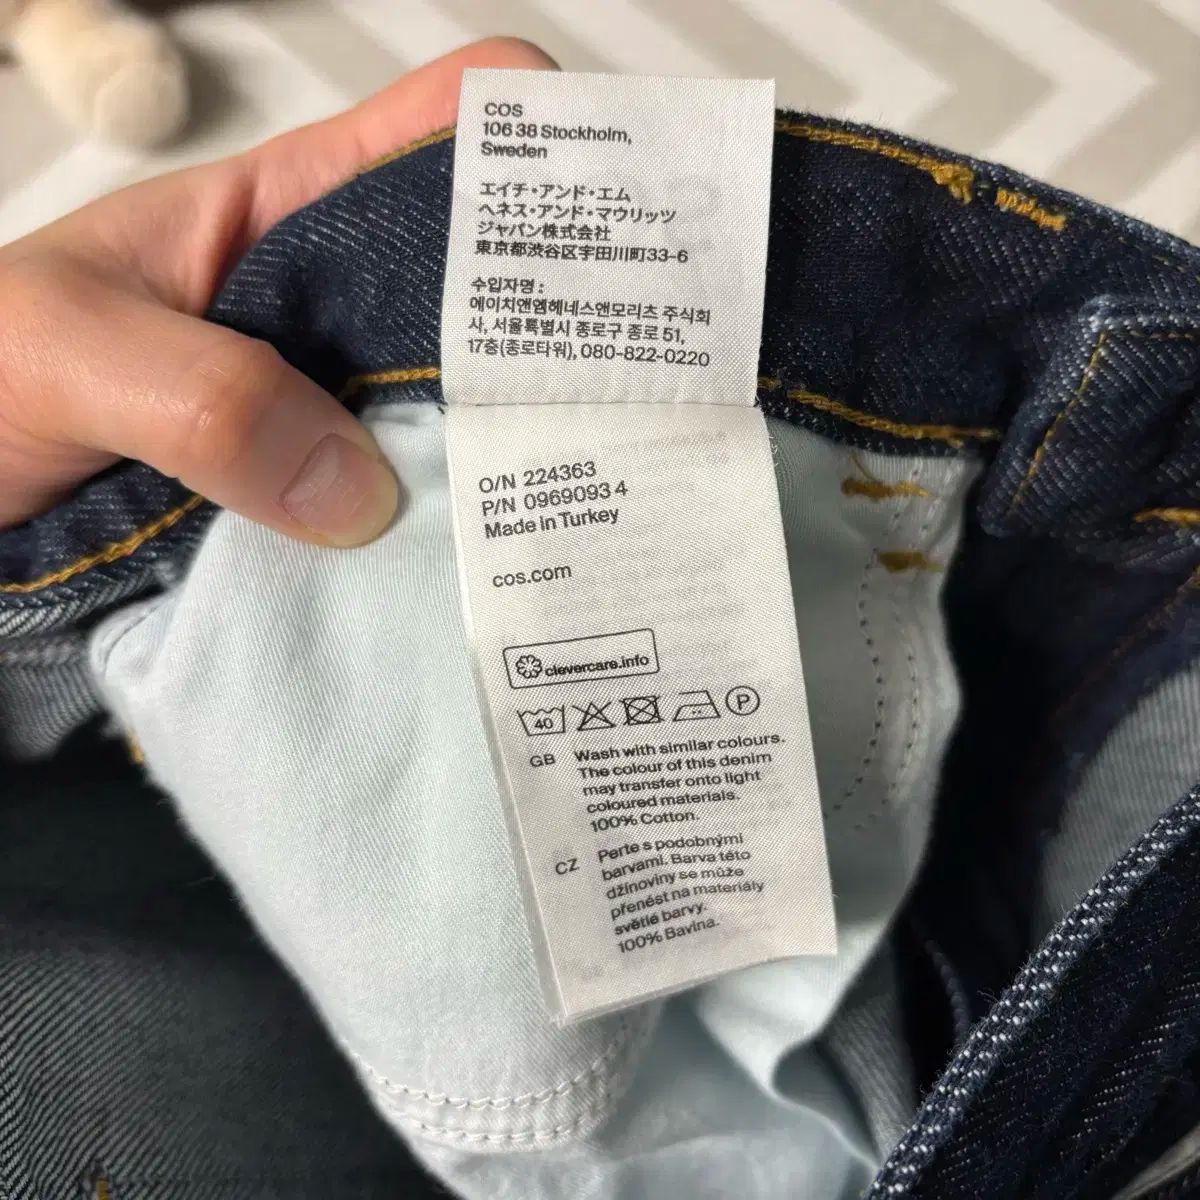 COS
106 38 Stockholm,
Sweden
エイチ・アンド・エム
ヘネス・アンド・マウリッツ
ジャパン株式会社
東京都渋谷区宇田川町33-6
수입자명 :
에이치앤엠헤네스앤모리츠 주식회
사, 서울특별시 종로구 종로 51,
17층(종로타워), 080-822-0220
O/N 224363
P/N 0969093 4
Made in Turkey
cos.com
clevercare.info
40
P
GB Wash with similar colours.
The colour of this denim
may transfer onto light
coloured materials.
100% Cotton.
CZ Perte s podobnými
barvami. Barva této
džínoviny se může
přenést na materiály
světlé barvy.
100% Bavlna.